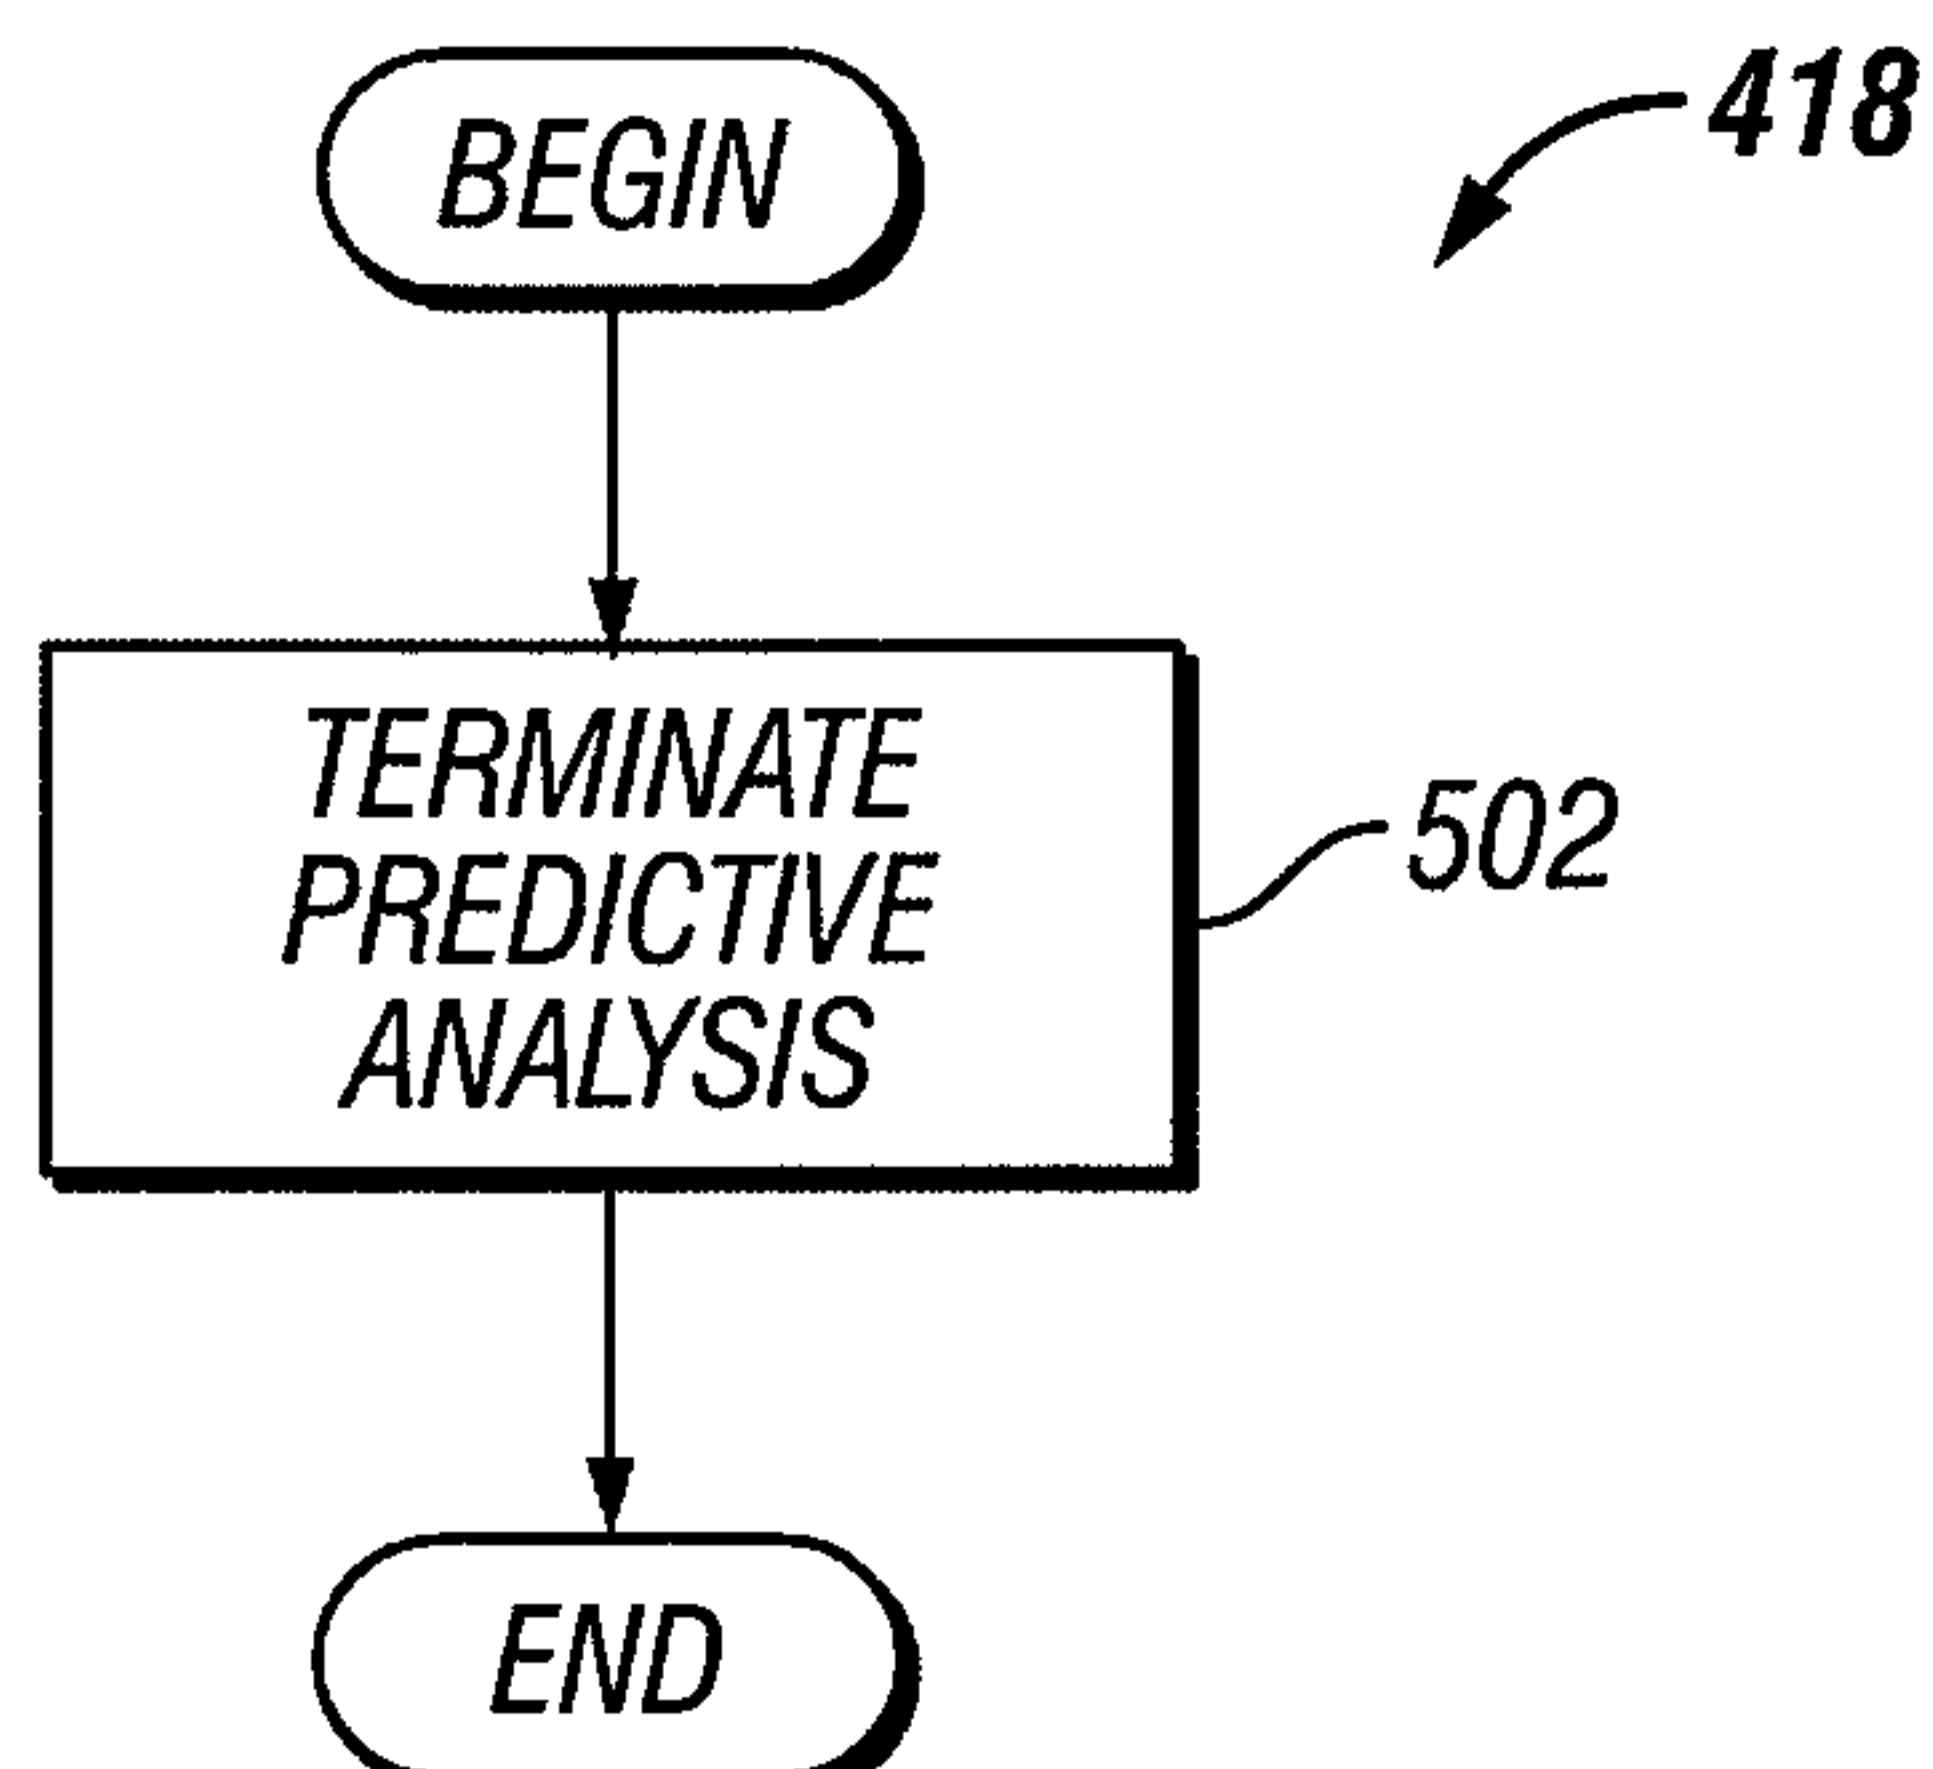 BEGIN
418
TERMINATE
PREDICTIVE
ANALYSIS
502
END